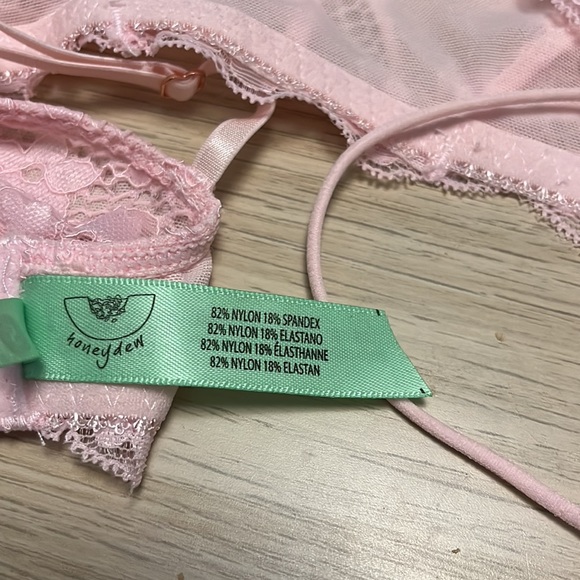 honeydew
82% NYLON 18% SPANDEX
82% NYLON 18% ELASTANO
82% NYLON 18% ÉLASTHANNE
82% NYLON 18% ELASTAN